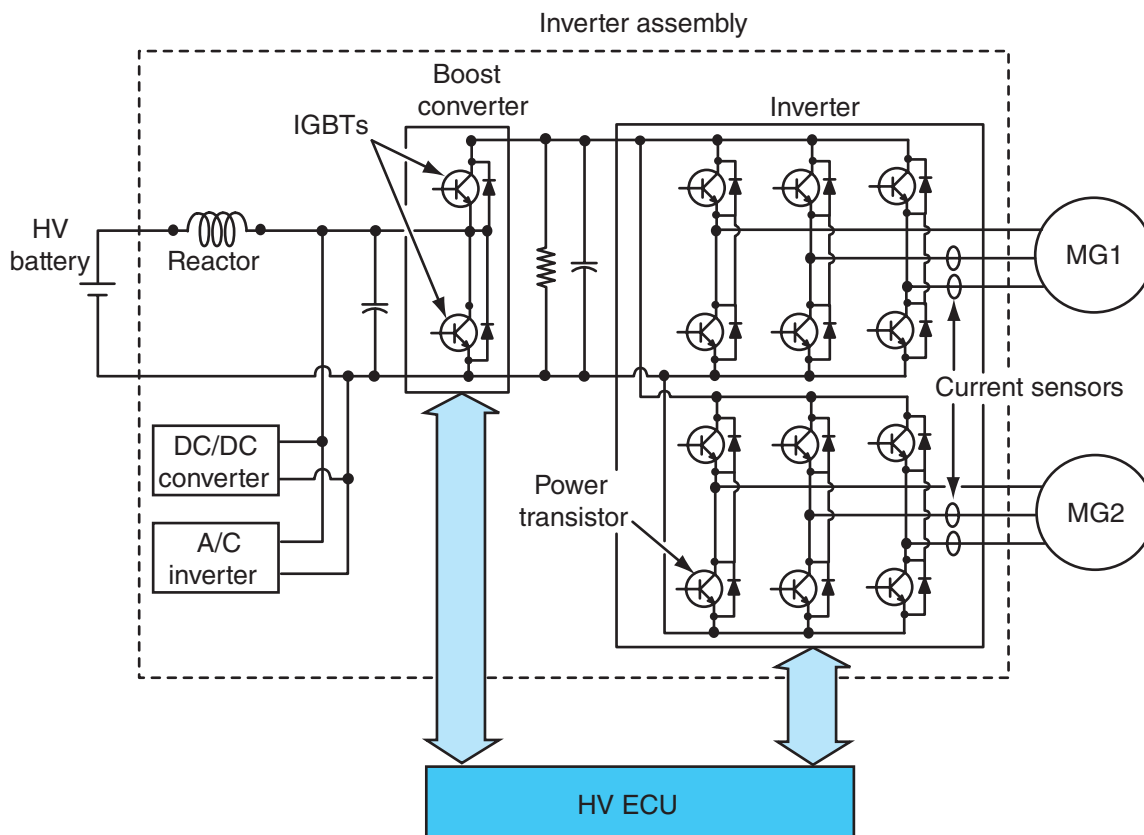 Inverter assembly
Boost
converter
Inverter
IGBTs
HV
battery
Reactor
MG1
Current sensors
DC/DC
converter
Power
transistor
MG2
A/C
inverter
HV ECU